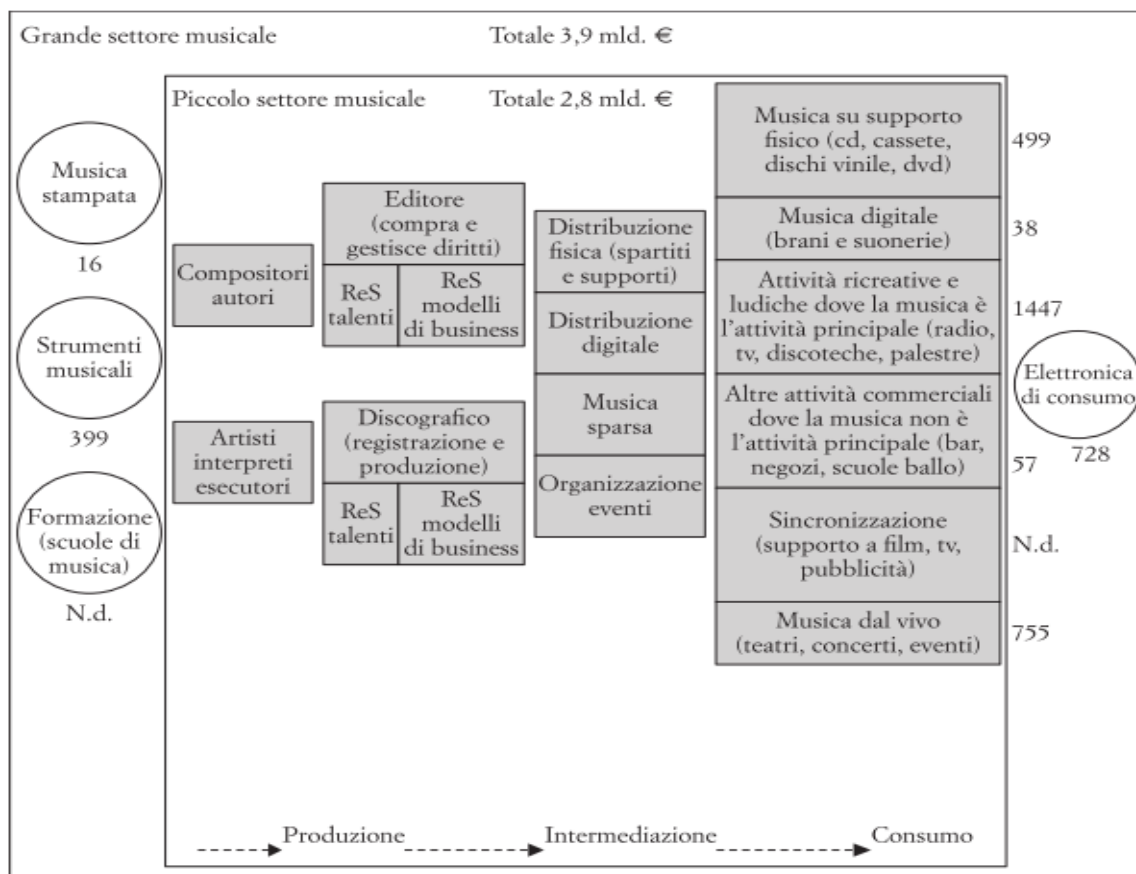 Grande settore musicale Totale 3,9 mld. €
Piccolo settore musicale Totale 2,8 mld. €
Musica
stampata
16
Strumenti
musicali
399
Formazione
(scuole di
musica)
N.d.
Compositori
autori
Artisti
interpreti
esecutori
Editore
(compra e
gestisce diritti)
ReS
talenti
ReS
modelli
di business
Discografico
(registrazione e
produzione)
ReS
talenti
ReS
modelli
di business
Distribuzione
fisica (spartiti
e supporti)
Distribuzione
digitale
Musica
sparsa
Organizzazione
eventi
Musica su supporto
fisico (cd, cassete,
dischi vinile, dvd)
499
Musica digitale
(brani e suonerie)
38
Attività ricreative e
ludiche dove la musica è
l'attività principale (radio,
tv, discoteche, palestre)
1447
Altre attività commerciali
dove la musica non è
l'attività principale (bar,
negozi, scuole ballo)
57
Sincronizzazione
(supporto a film, tv,
pubblicità)
N.d.
Musica dal vivo
(teatri, concerti, eventi)
755
Elettronica
di consumo
728
Produzione Intermediazione Consumo